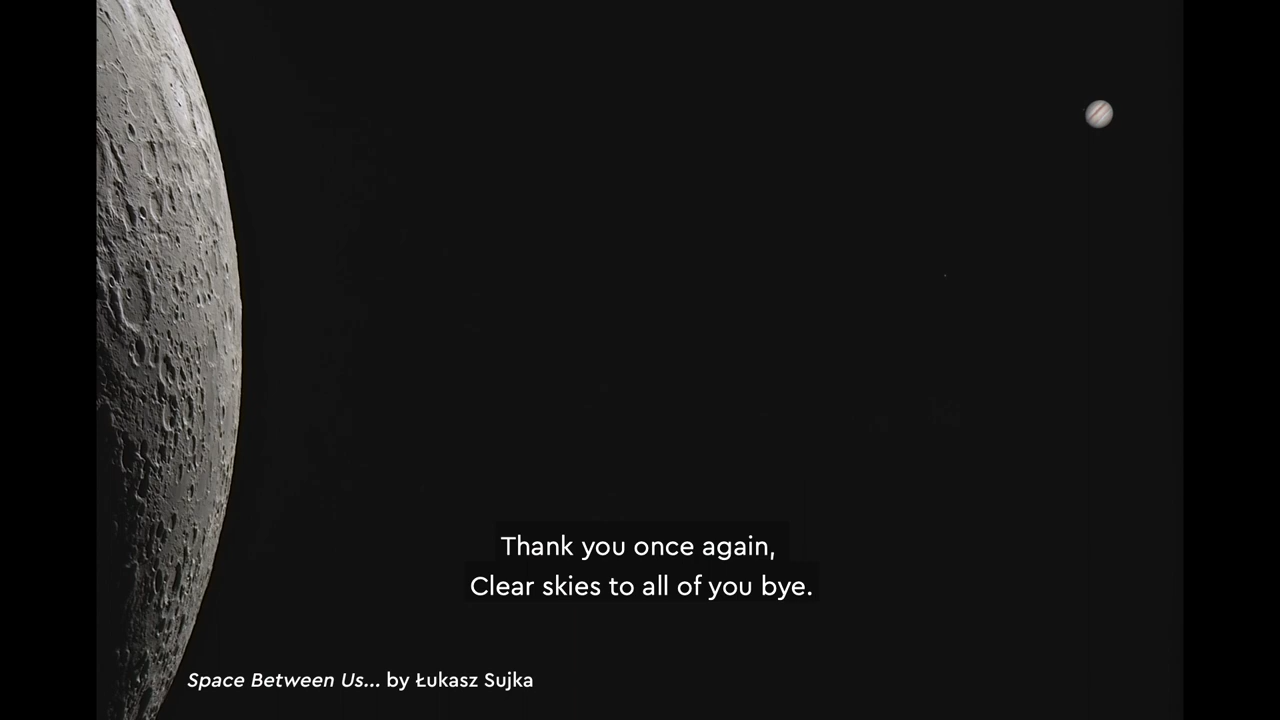 Thank you once again,
Clear skies to all of you bye.
Space Between Us... by Łukasz Sujka